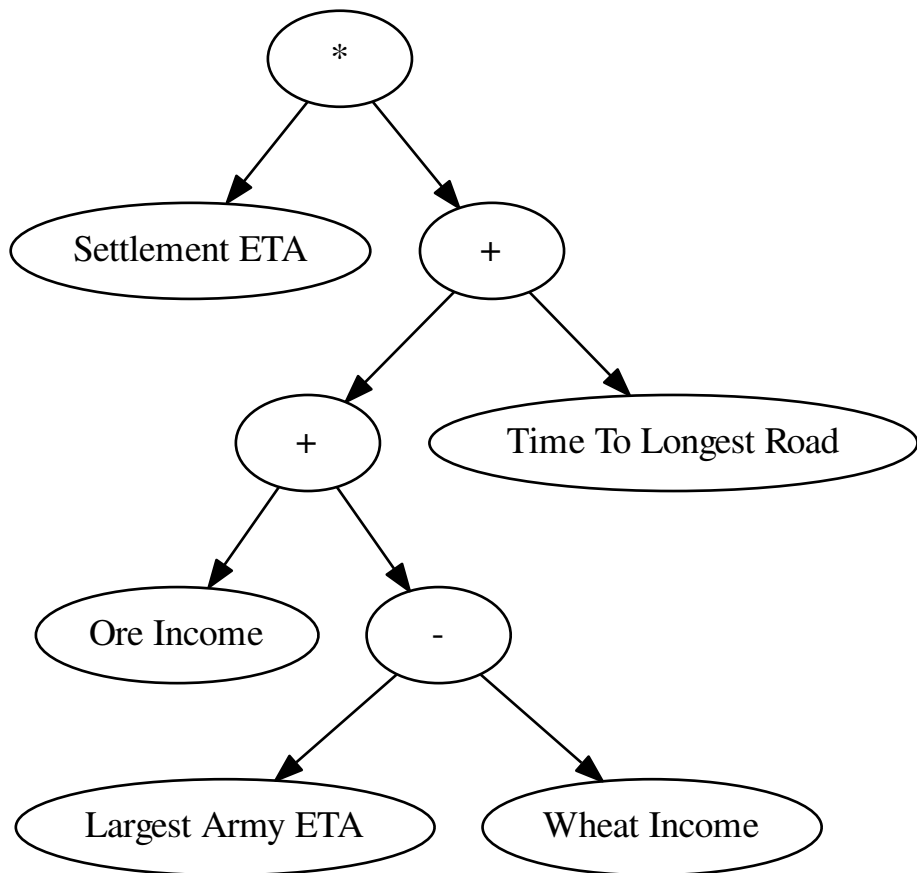 *
Settlement ETA
+
+
Time To Longest Road
Ore Income
-
Largest Army ETA
Wheat Income